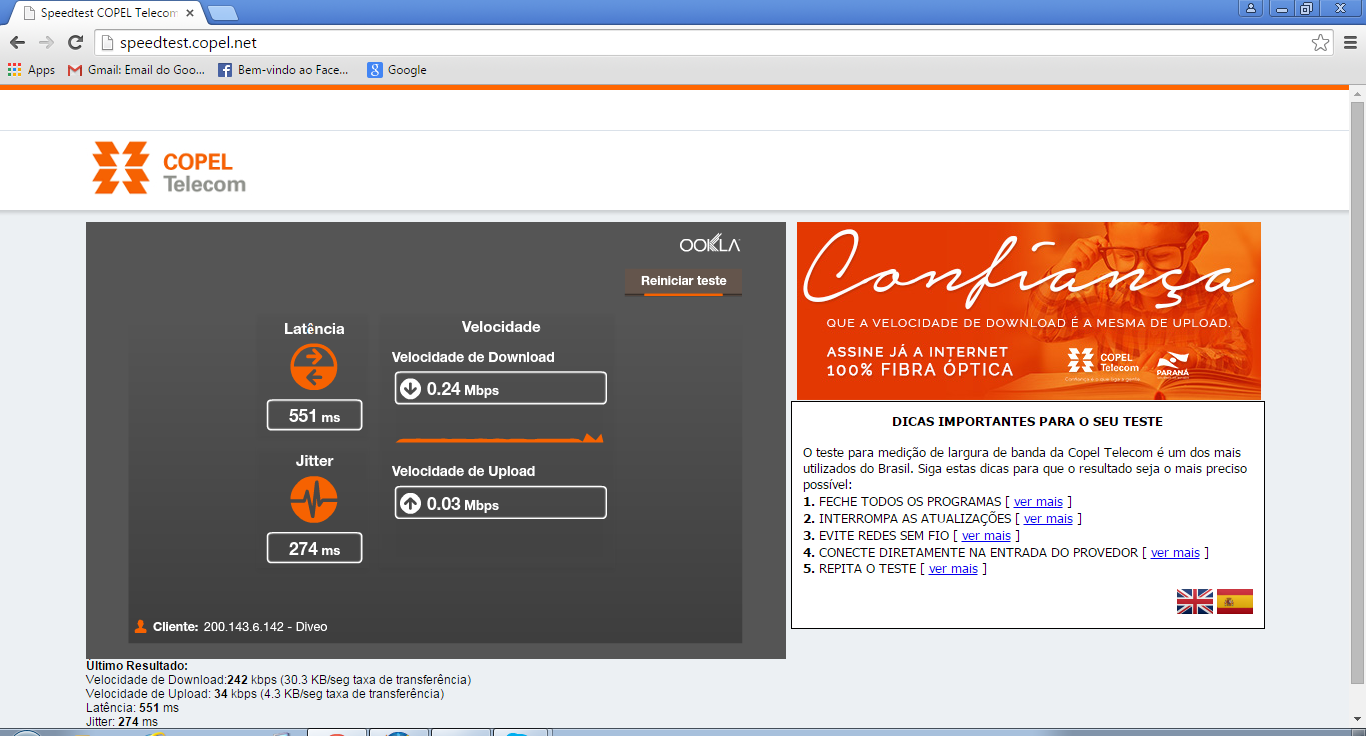 Speedtest COPEL Telecom
speedtest.copel.net
Apps
Gmail: Email do Goo...
Bem-vindo ao Face...
Google
COPEL
Telecom
OOKLA
Reiniciar teste
Latência
551 ms
Jitter
274 ms
Velocidade
Velocidade de Download
0.24 Mbps
Velocidade de Upload
0.03 Mbps
Cliente: 200.143.6.142 - Diveo
Confiança
QUE A VELOCIDADE DE DOWNLOAD É A MESMA DE UPLOAD.
ASSINE JÁ A INTERNET
100% FIBRA ÓPTICA
COPEL
Telecom
PARANÁ
DICAS IMPORTANTES PARA O SEU TESTE
O teste para medição de largura de banda da Copel Telecom é um dos mais
utilizados do Brasil. Siga estas dicas para que o resultado seja o mais preciso
possível:
1. FECHE TODOS OS PROGRAMAS [ ver mais ]
2. INTERROMPA AS ATUALIZAÇÕES [ ver mais ]
3. EVITE REDES SEM FIO [ ver mais ]
4. CONECTE DIRETAMENTE NA ENTRADA DO PROVEDOR [ ver mais ]
5. REPITA O TESTE [ ver mais ]
Último Resultado:
Velocidade de Download:242 kbps (30.3 KB/seg taxa de transferência)
Velocidade de Upload: 34 kbps (4.3 KB/seg taxa de transferência)
Latência: 551 ms
Jitter: 274 ms